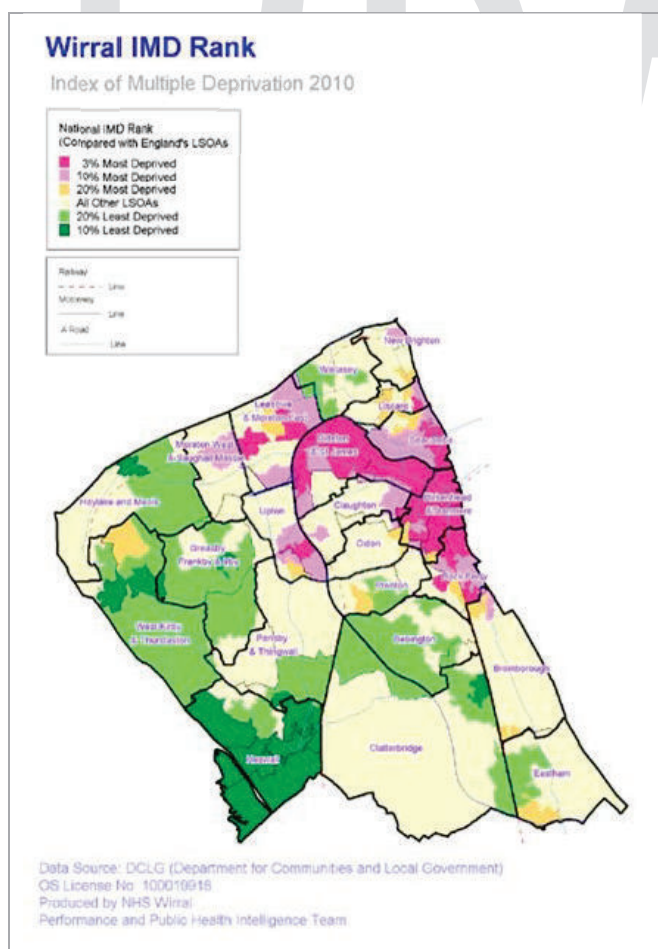 Wirral IMD Rank
Index of Multiple Deprivation 2010
National IMD Rank
(Compared with England's LSOAs
3% Most Deprived
10% Most Deprived
20% Most Deprived
All Other LSOAs
20% Least Deprived
10% Least Deprived
Railway
Line
Motorway
Line
A Road
Line
New Brighton
Wallasey
Liscard
Leasowe
& Moreton East
Seacombe
Bidston
& St James
Moreton West
& Saughall Massie
Birkenhead
& Tranmere
Hoylake and Meols
Upton
Claughton
Oxton
Greasby
Frankby & Irby
Rock Ferry
Prenton
West Kirby
& Thurstaston
Pensby
& Thingwall
Bebington
Bromborough
Heswall
Clatterbridge
Eastham
Data Source: DCLG (Department for Communities and Local Government)
OS License No 100019918
Produced by NHS Wirral
Performance and Public Health Intelligence Team